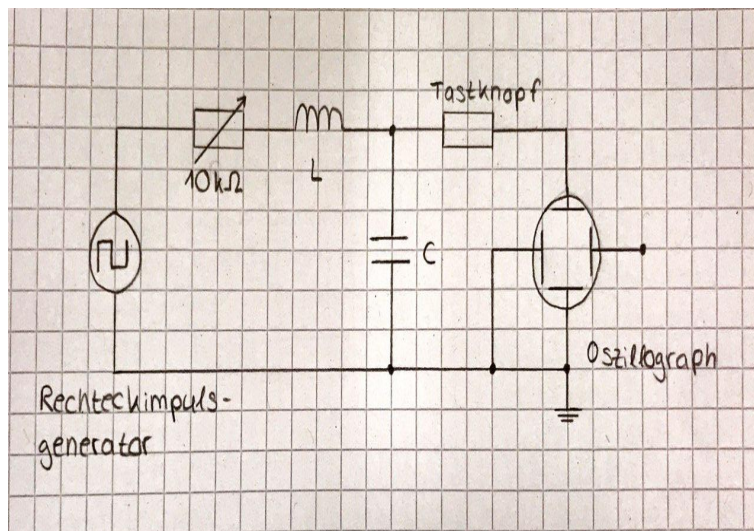 Tastknopf
10kΩ
L
C
Oszillograph
Rechteckimpuls-
generator